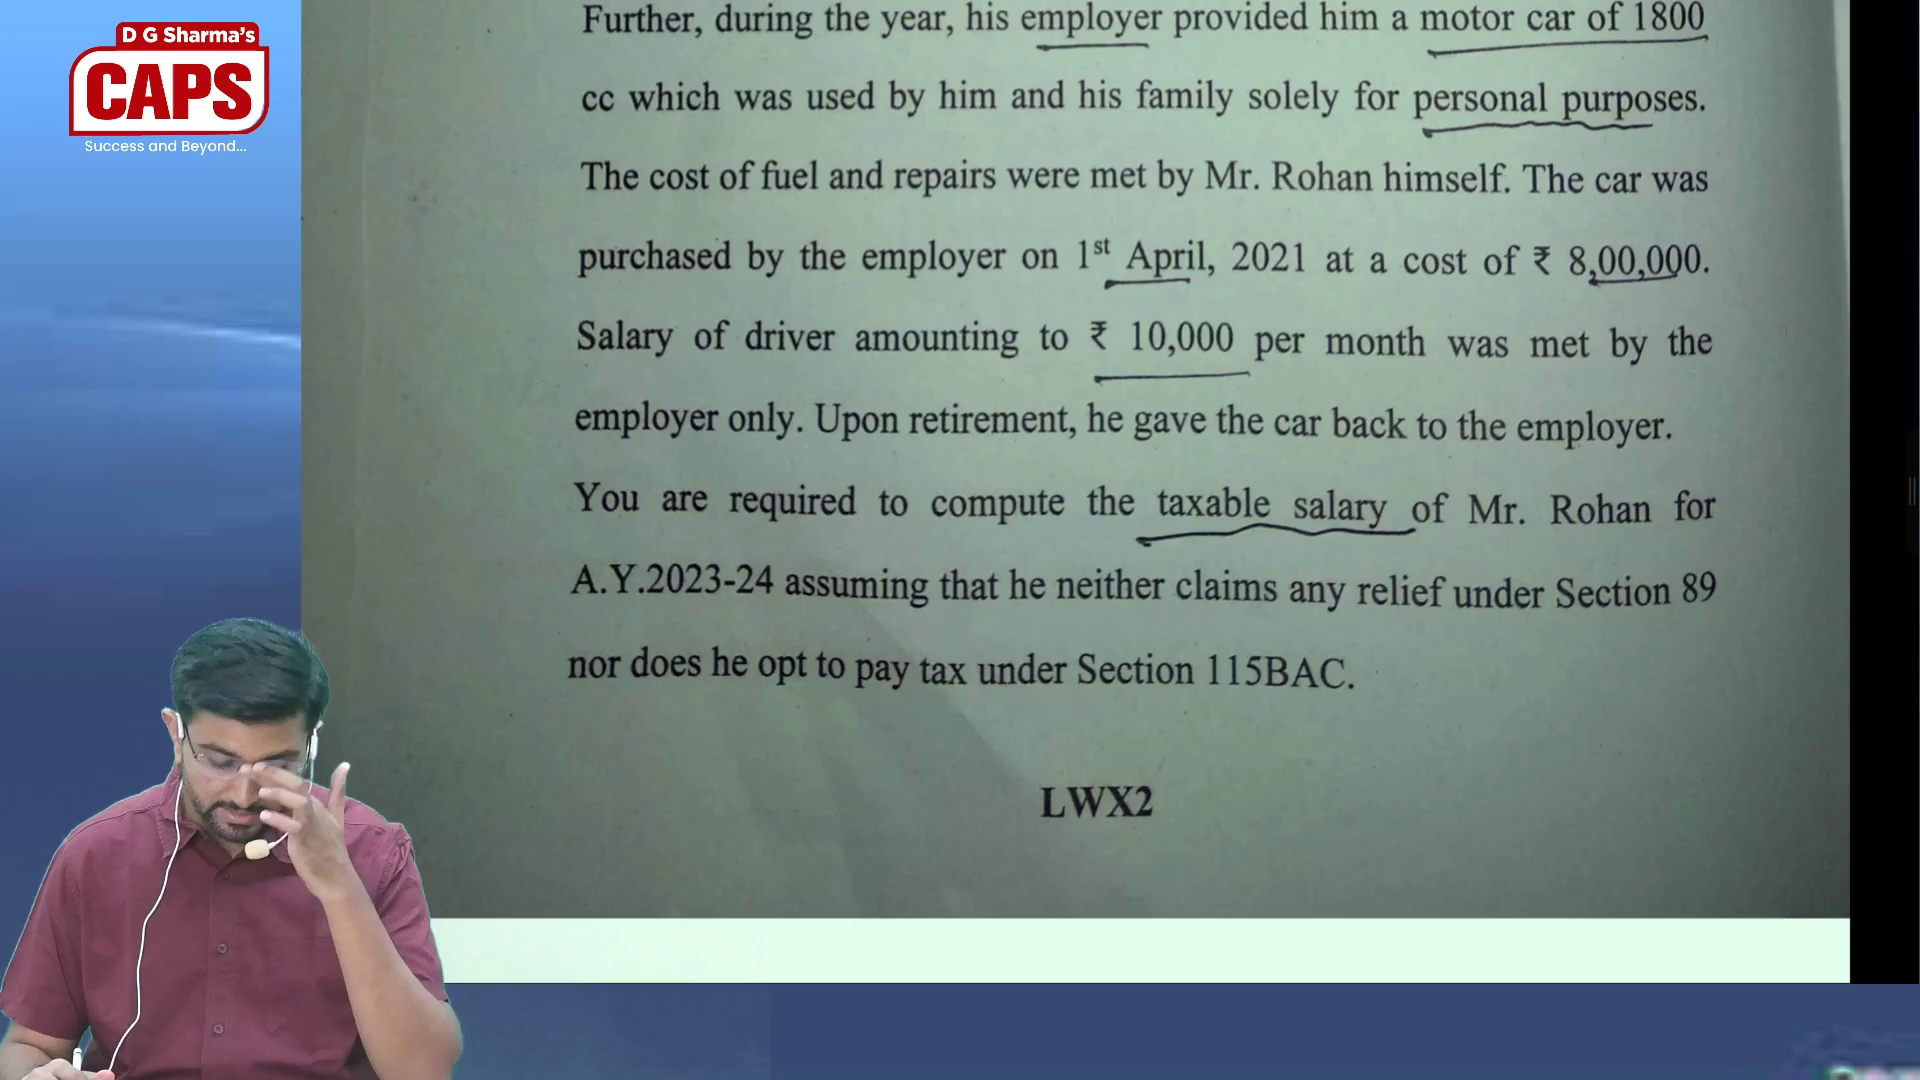 D G Sharma's
CAPS
Success and Beyond...
Further, during the year, his employer provided him a motor car of 1800
cc which was used by him and his family solely for personal purposes.
The cost of fuel and repairs were met by Mr. Rohan himself. The car was
purchased by the employer on 1st April, 2021 at a cost of ₹ 8,00,000.
Salary of driver amounting to ₹ 10,000 per month was met by the
employer only. Upon retirement, he gave the car back to the employer.
You are required to compute the taxable salary of Mr. Rohan for
A.Y.2023-24 assuming that he neither claims any relief under Section 89
nor does he opt to pay tax under Section 115BAC.
LWX2